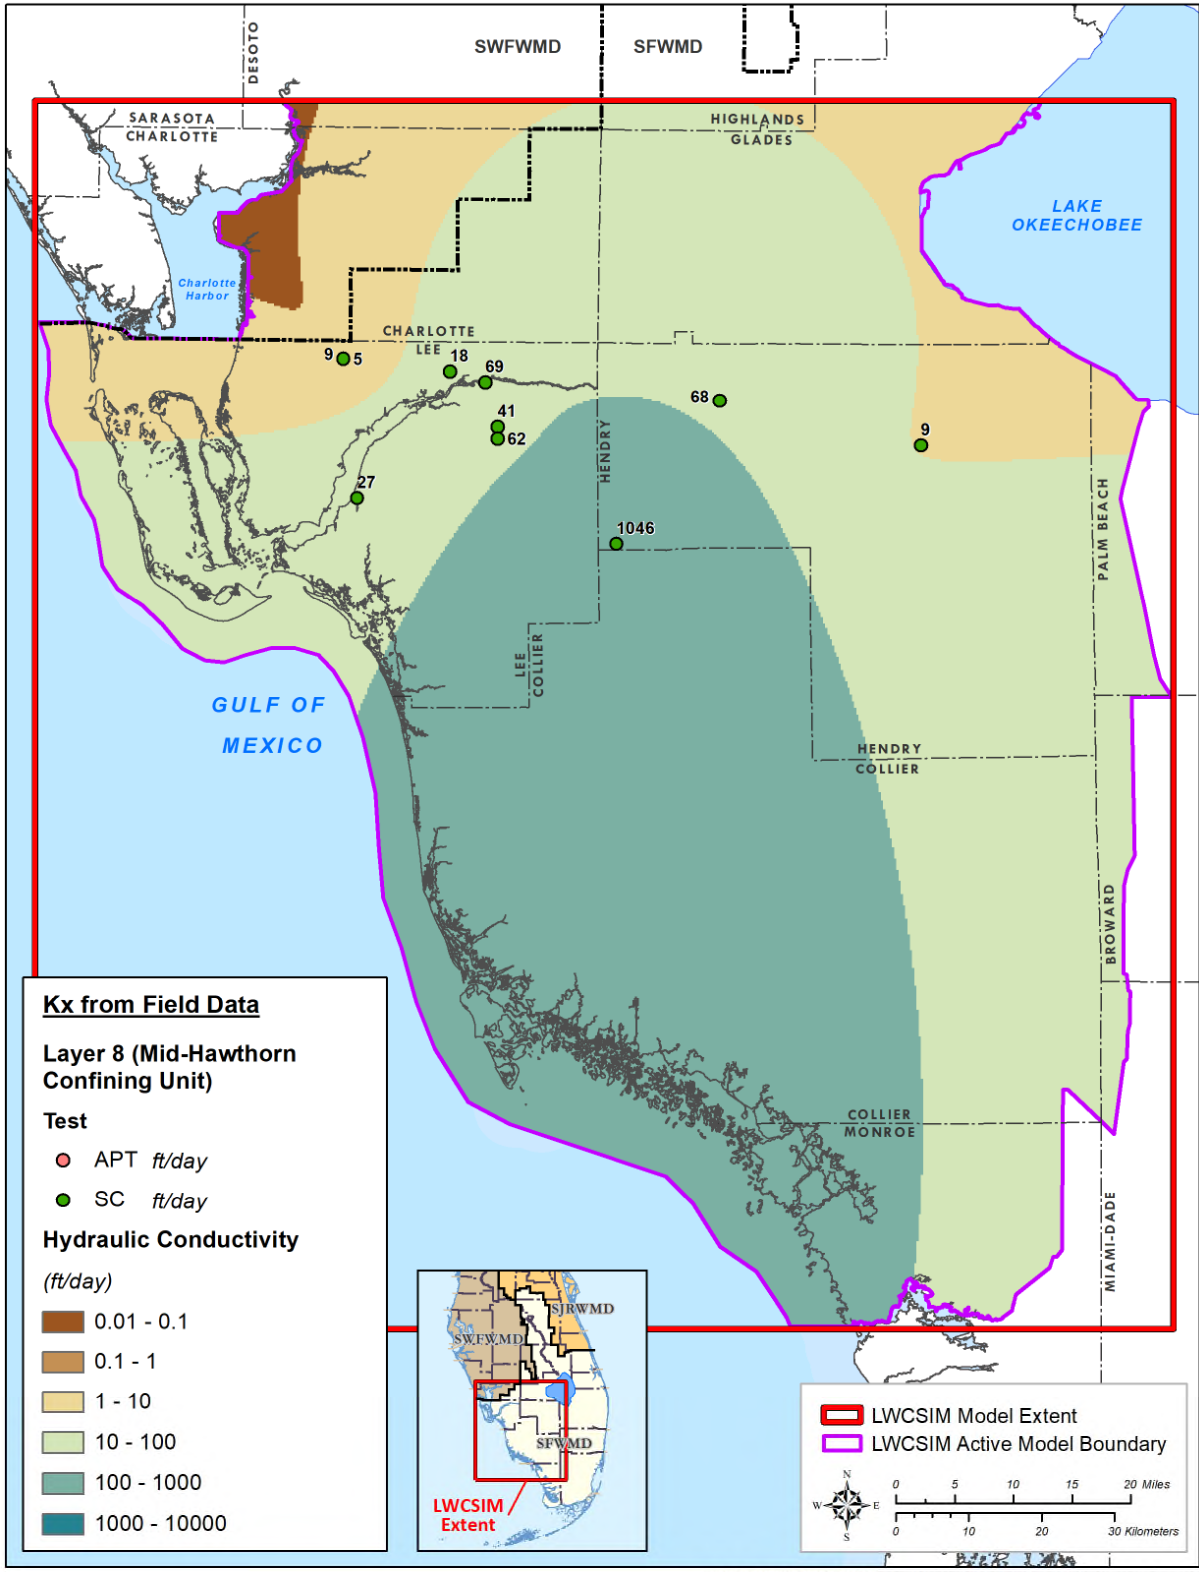 DESOTO
SWFWMD
SFWMD
SARASOTA
CHARLOTTE
HIGHLANDS
GLADES
LAKE
OKEECHOBEE
Charlotte
Harbor
CHARLOTTE
LEE
9
5
18
69
68
41
62
9
27
HENDRY
1046
PALM BEACH
LEE
COLLIER
GULF OF
MEXICO
HENDRY
COLLIER
BROWARD
COLLIER
MONROE
MIAMI-DADE
Kx from Field Data
Layer 8 (Mid-Hawthorn
Confining Unit)
Test
APT ft/day
SC ft/day
Hydraulic Conductivity
(ft/day)
0.01 - 0.1
0.1 - 1
1 - 10
10 - 100
100 - 1000
1000 - 10000
SJRWMD
SWFWMD
SFWMD
LWCSIM
Extent
LWCSIM Model Extent
LWCSIM Active Model Boundary
N
W E
S
0 5 10 15 20 Miles
0 10 20 30 Kilometers